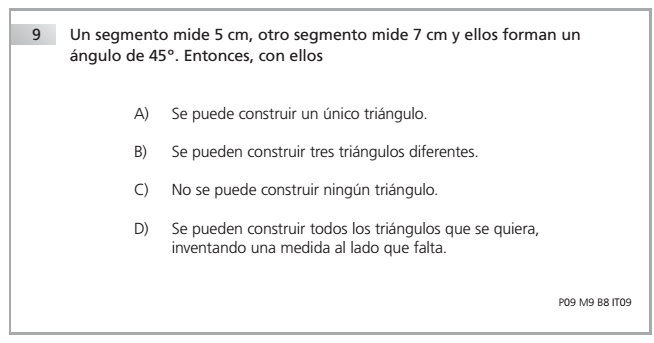 9 Un segmento mide 5 cm, otro segmento mide 7 cm y ellos forman un
ángulo de 45º. Entonces, con ellos
A) Se puede construir un único triángulo.
B) Se pueden construir tres triángulos diferentes.
C) No se puede construir ningún triángulo.
D) Se pueden construir todos los triángulos que se quiera,
inventando una medida al lado que falta.
P09 M9 B8 IT09